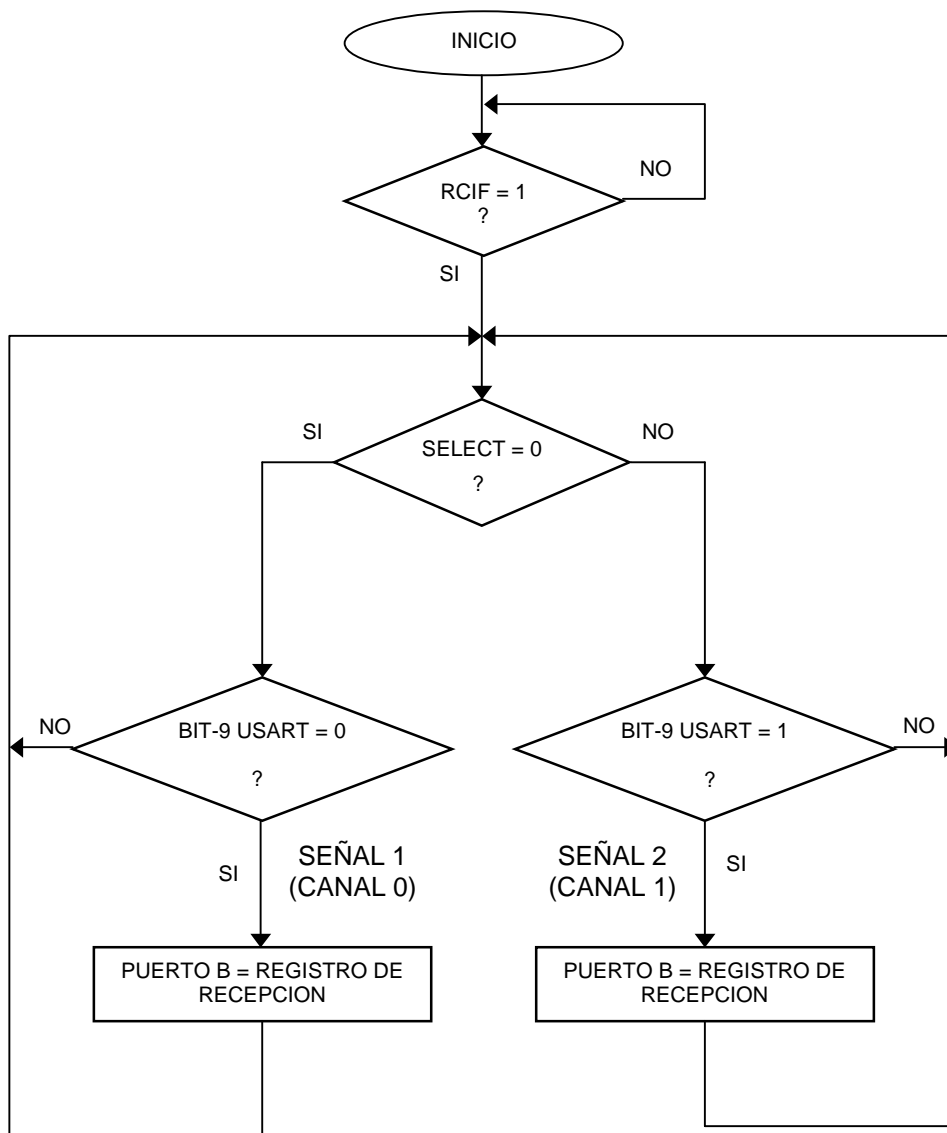 INICIO
NO
RCIF = 1
?
SI
SI
NO
SELECT = 0
?
NO
BIT-9 USART = 0
?
BIT-9 USART = 1
?
NO
SI
SEÑAL 1
(CANAL 0)
SEÑAL 2
(CANAL 1)
SI
PUERTO B = REGISTRO DE
RECEPCION
PUERTO B = REGISTRO DE
RECEPCION